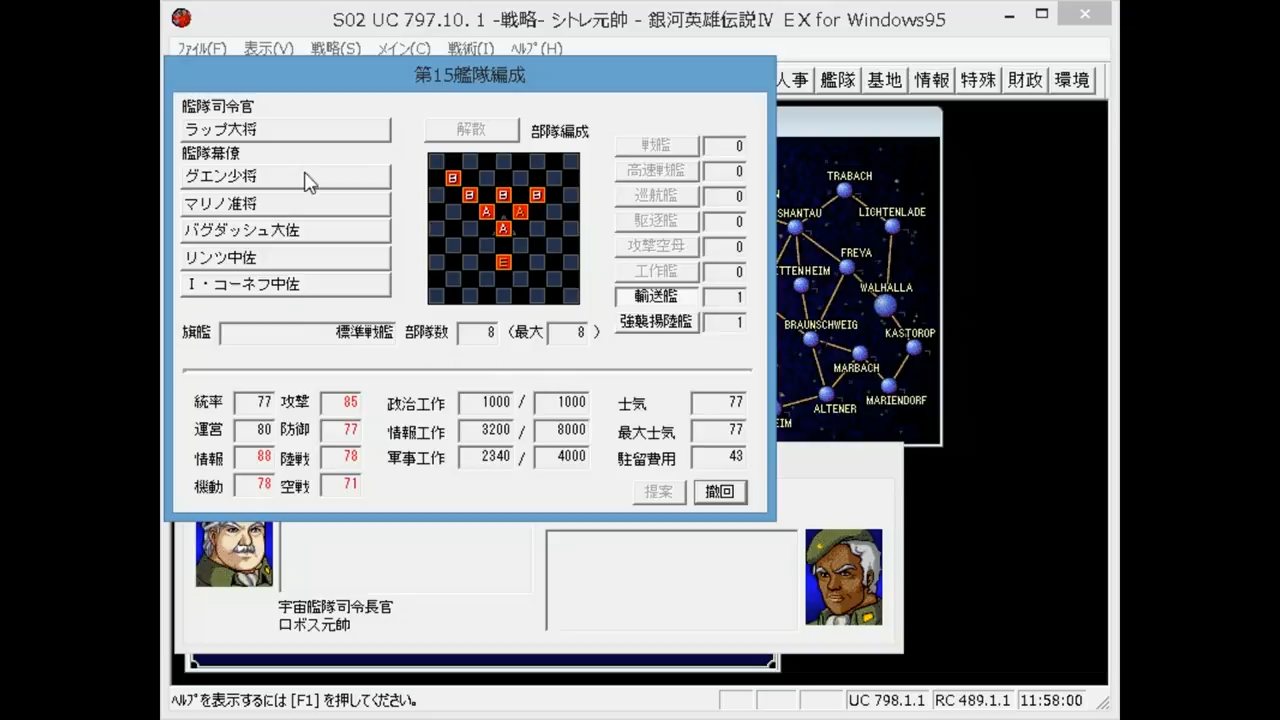 S02 UC 797.10. 1 -戦略- シトレ元帥 - 銀河英雄伝説Ⅳ EX for Windows95
ﾌｧｲﾙ(F) 表示(V) 戦略(S) メイン(C) 戦術(I) ﾍﾙﾌﾟ(H)
人事 艦隊 基地 情報 特殊 財政 環境
第15艦隊編成
艦隊司令官
ラップ大将
艦隊幕僚
グエン少将
マリノ准将
バグダッシュ大佐
リンツ中佐
I・コーネフ中佐
解散 部隊編成
B
B B B
A A
A
E
戦艦 0
高速戦艦 0
巡航艦 0
駆逐艦 0
攻撃空母 0
工作艦 0
輸送艦 1
強襲揚陸艦 1
旗艦 標準戦艦 部隊数 8 (最大 8 )
統率 77 攻撃 85 政治工作 1000 / 1000 士気 77
運営 80 防御 77 情報工作 3200 / 8000 最大士気 77
情報 88 陸戦 78 軍事工作 2340 / 4000 駐留費用 43
機動 78 空戦 71
提案 撤回
TRABACH
SHANTAU
LICHTENLADE
FREYA
TTENHEIM
WALHALLA
BRAUNSCHWEIG
KASTOROP
MARBACH
MARIENDORF
ALTENER
EIM
宇宙艦隊司令長官
ロボス元帥
ﾍﾙﾌﾟを表示するには [F1] を押してください。
UC 798.1.1 RC 489.1.1 11:58:00